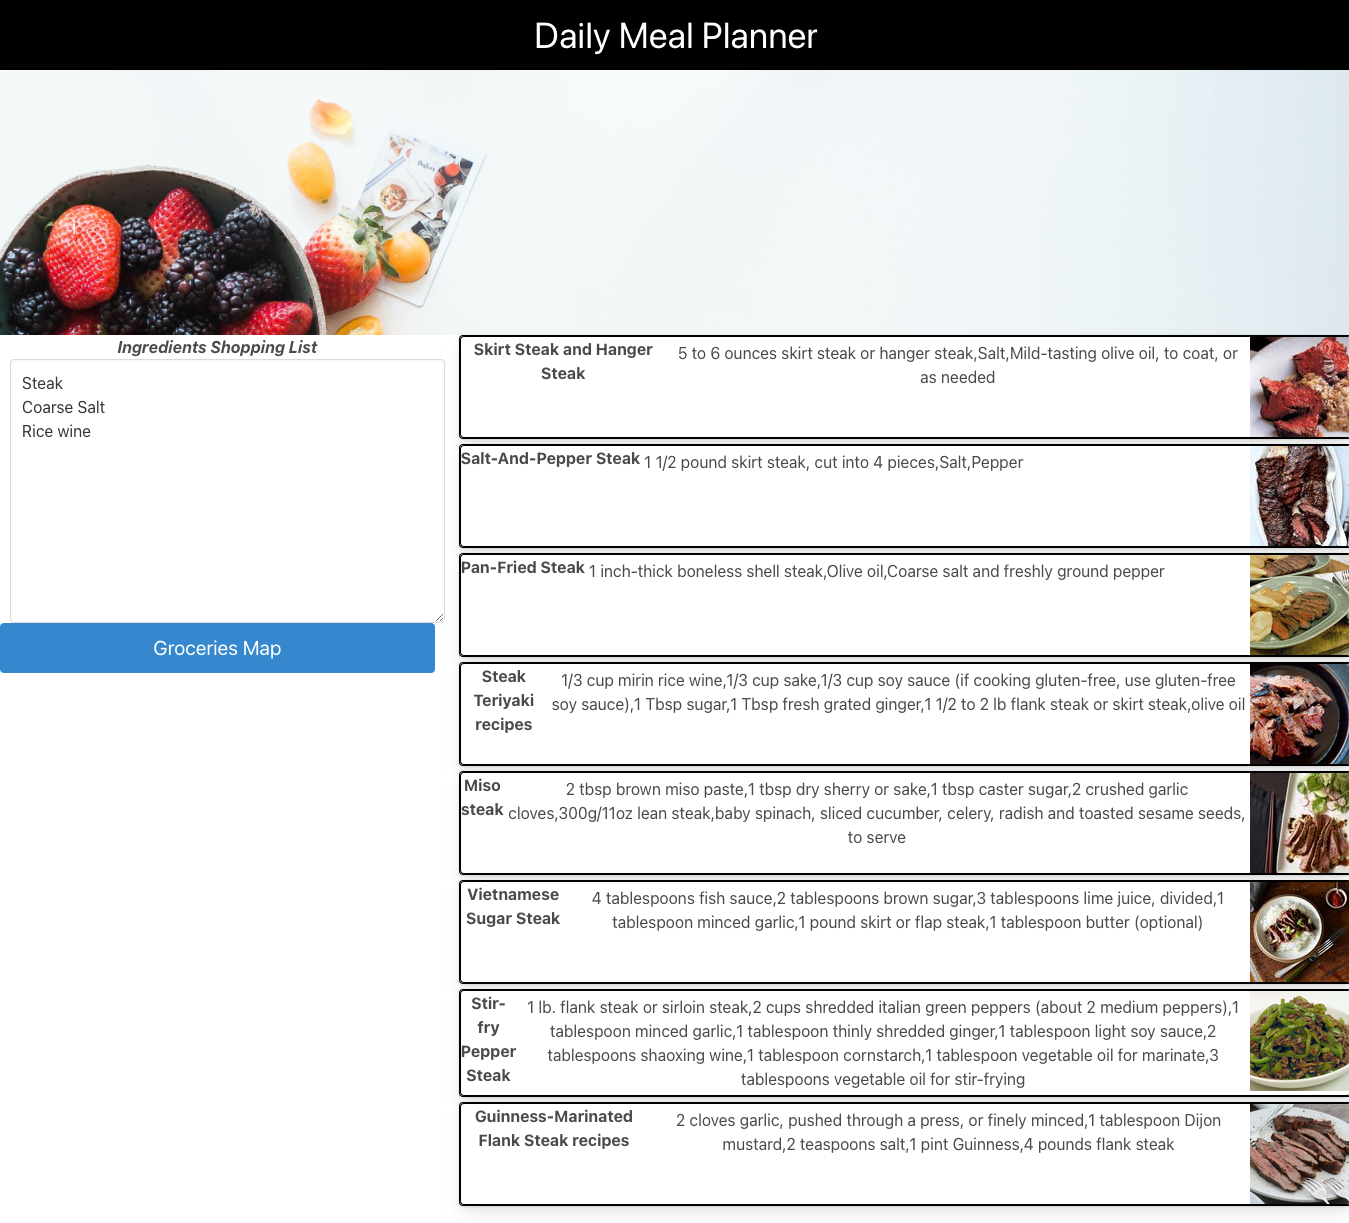 Daily Meal Planner
Ingredients Shopping List
Steak
Coarse Salt
Rice wine
Groceries Map
Skirt Steak and Hanger
Steak
5 to 6 ounces skirt steak or hanger steak,Salt,Mild-tasting olive oil, to coat, or
as needed
Salt-And-Pepper Steak
1 1/2 pound skirt steak, cut into 4 pieces,Salt,Pepper
Pan-Fried Steak
1 inch-thick boneless shell steak,Olive oil,Coarse salt and freshly ground pepper
Steak
Teriyaki
recipes
1/3 cup mirin rice wine,1/3 cup sake,1/3 cup soy sauce (if cooking gluten-free, use gluten-free
soy sauce),1 Tbsp sugar,1 Tbsp fresh grated ginger,1 1/2 to 2 lb flank steak or skirt steak,olive oil
Miso
steak
2 tbsp brown miso paste,1 tbsp dry sherry or sake,1 tbsp caster sugar,2 crushed garlic
cloves,300g/11oz lean steak,baby spinach, sliced cucumber, celery, radish and toasted sesame seeds,
to serve
Vietnamese
Sugar Steak
4 tablespoons fish sauce,2 tablespoons brown sugar,3 tablespoons lime juice, divided,1
tablespoon minced garlic,1 pound skirt or flap steak,1 tablespoon butter (optional)
Stir-
fry
Pepper
Steak
1 lb. flank steak or sirloin steak,2 cups shredded italian green peppers (about 2 medium peppers),1
tablespoon minced garlic,1 tablespoon thinly shredded ginger,1 tablespoon light soy sauce,2
tablespoons shaoxing wine,1 tablespoon cornstarch,1 tablespoon vegetable oil for marinate,3
tablespoons vegetable oil for stir-frying
Guinness-Marinated
Flank Steak recipes
2 cloves garlic, pushed through a press, or finely minced,1 tablespoon Dijon
mustard,2 teaspoons salt,1 pint Guinness,4 pounds flank steak